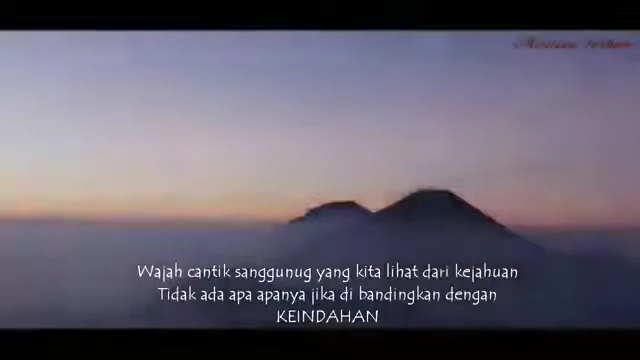 Wajah cantik sanggunug yang kita lihat dari kejahuan
Tidak ada apa apanya jika di bandingkan dengan
KEINDAHAN